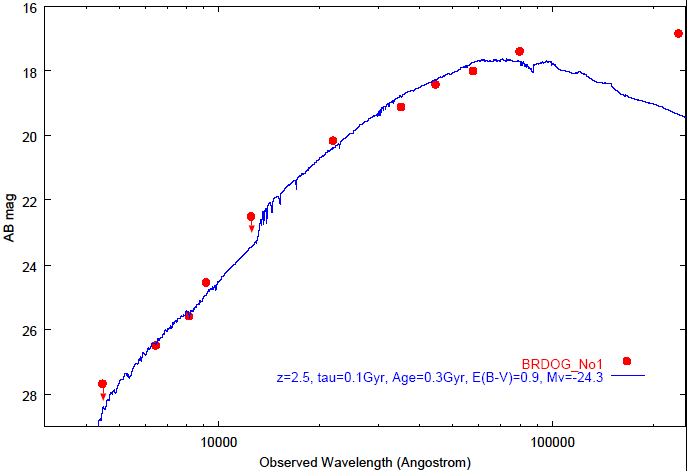 16
18
20
22
24
26
28
AB mag
BRDOG_No1
z=2.5, tau=0.1Gyr, Age=0.3Gyr, E(B-V)=0.9, Mv=-24.3
10000
100000
Observed Wavelength (Angstrom)